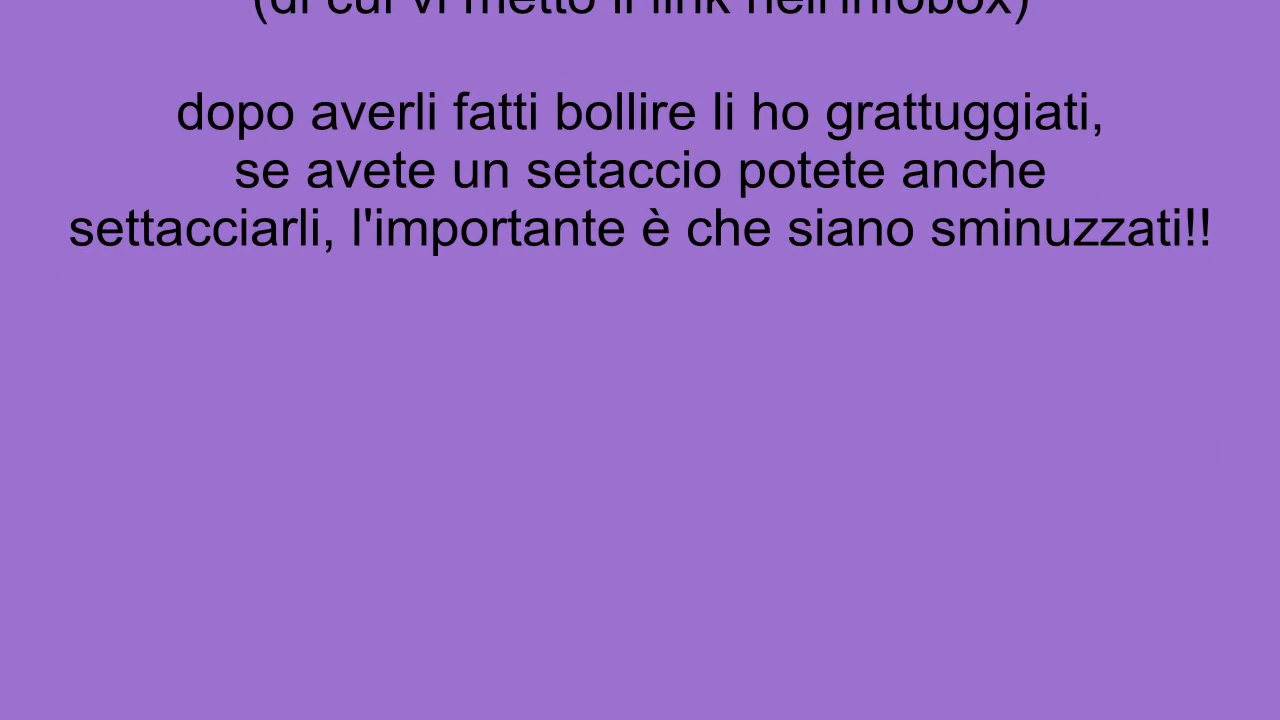 (di cui vi metto il link nell'infobox)
dopo averli fatti bollire li ho grattuggiati,
se avete un setaccio potete anche
settacciarli, l'importante è che siano sminuzzati!!